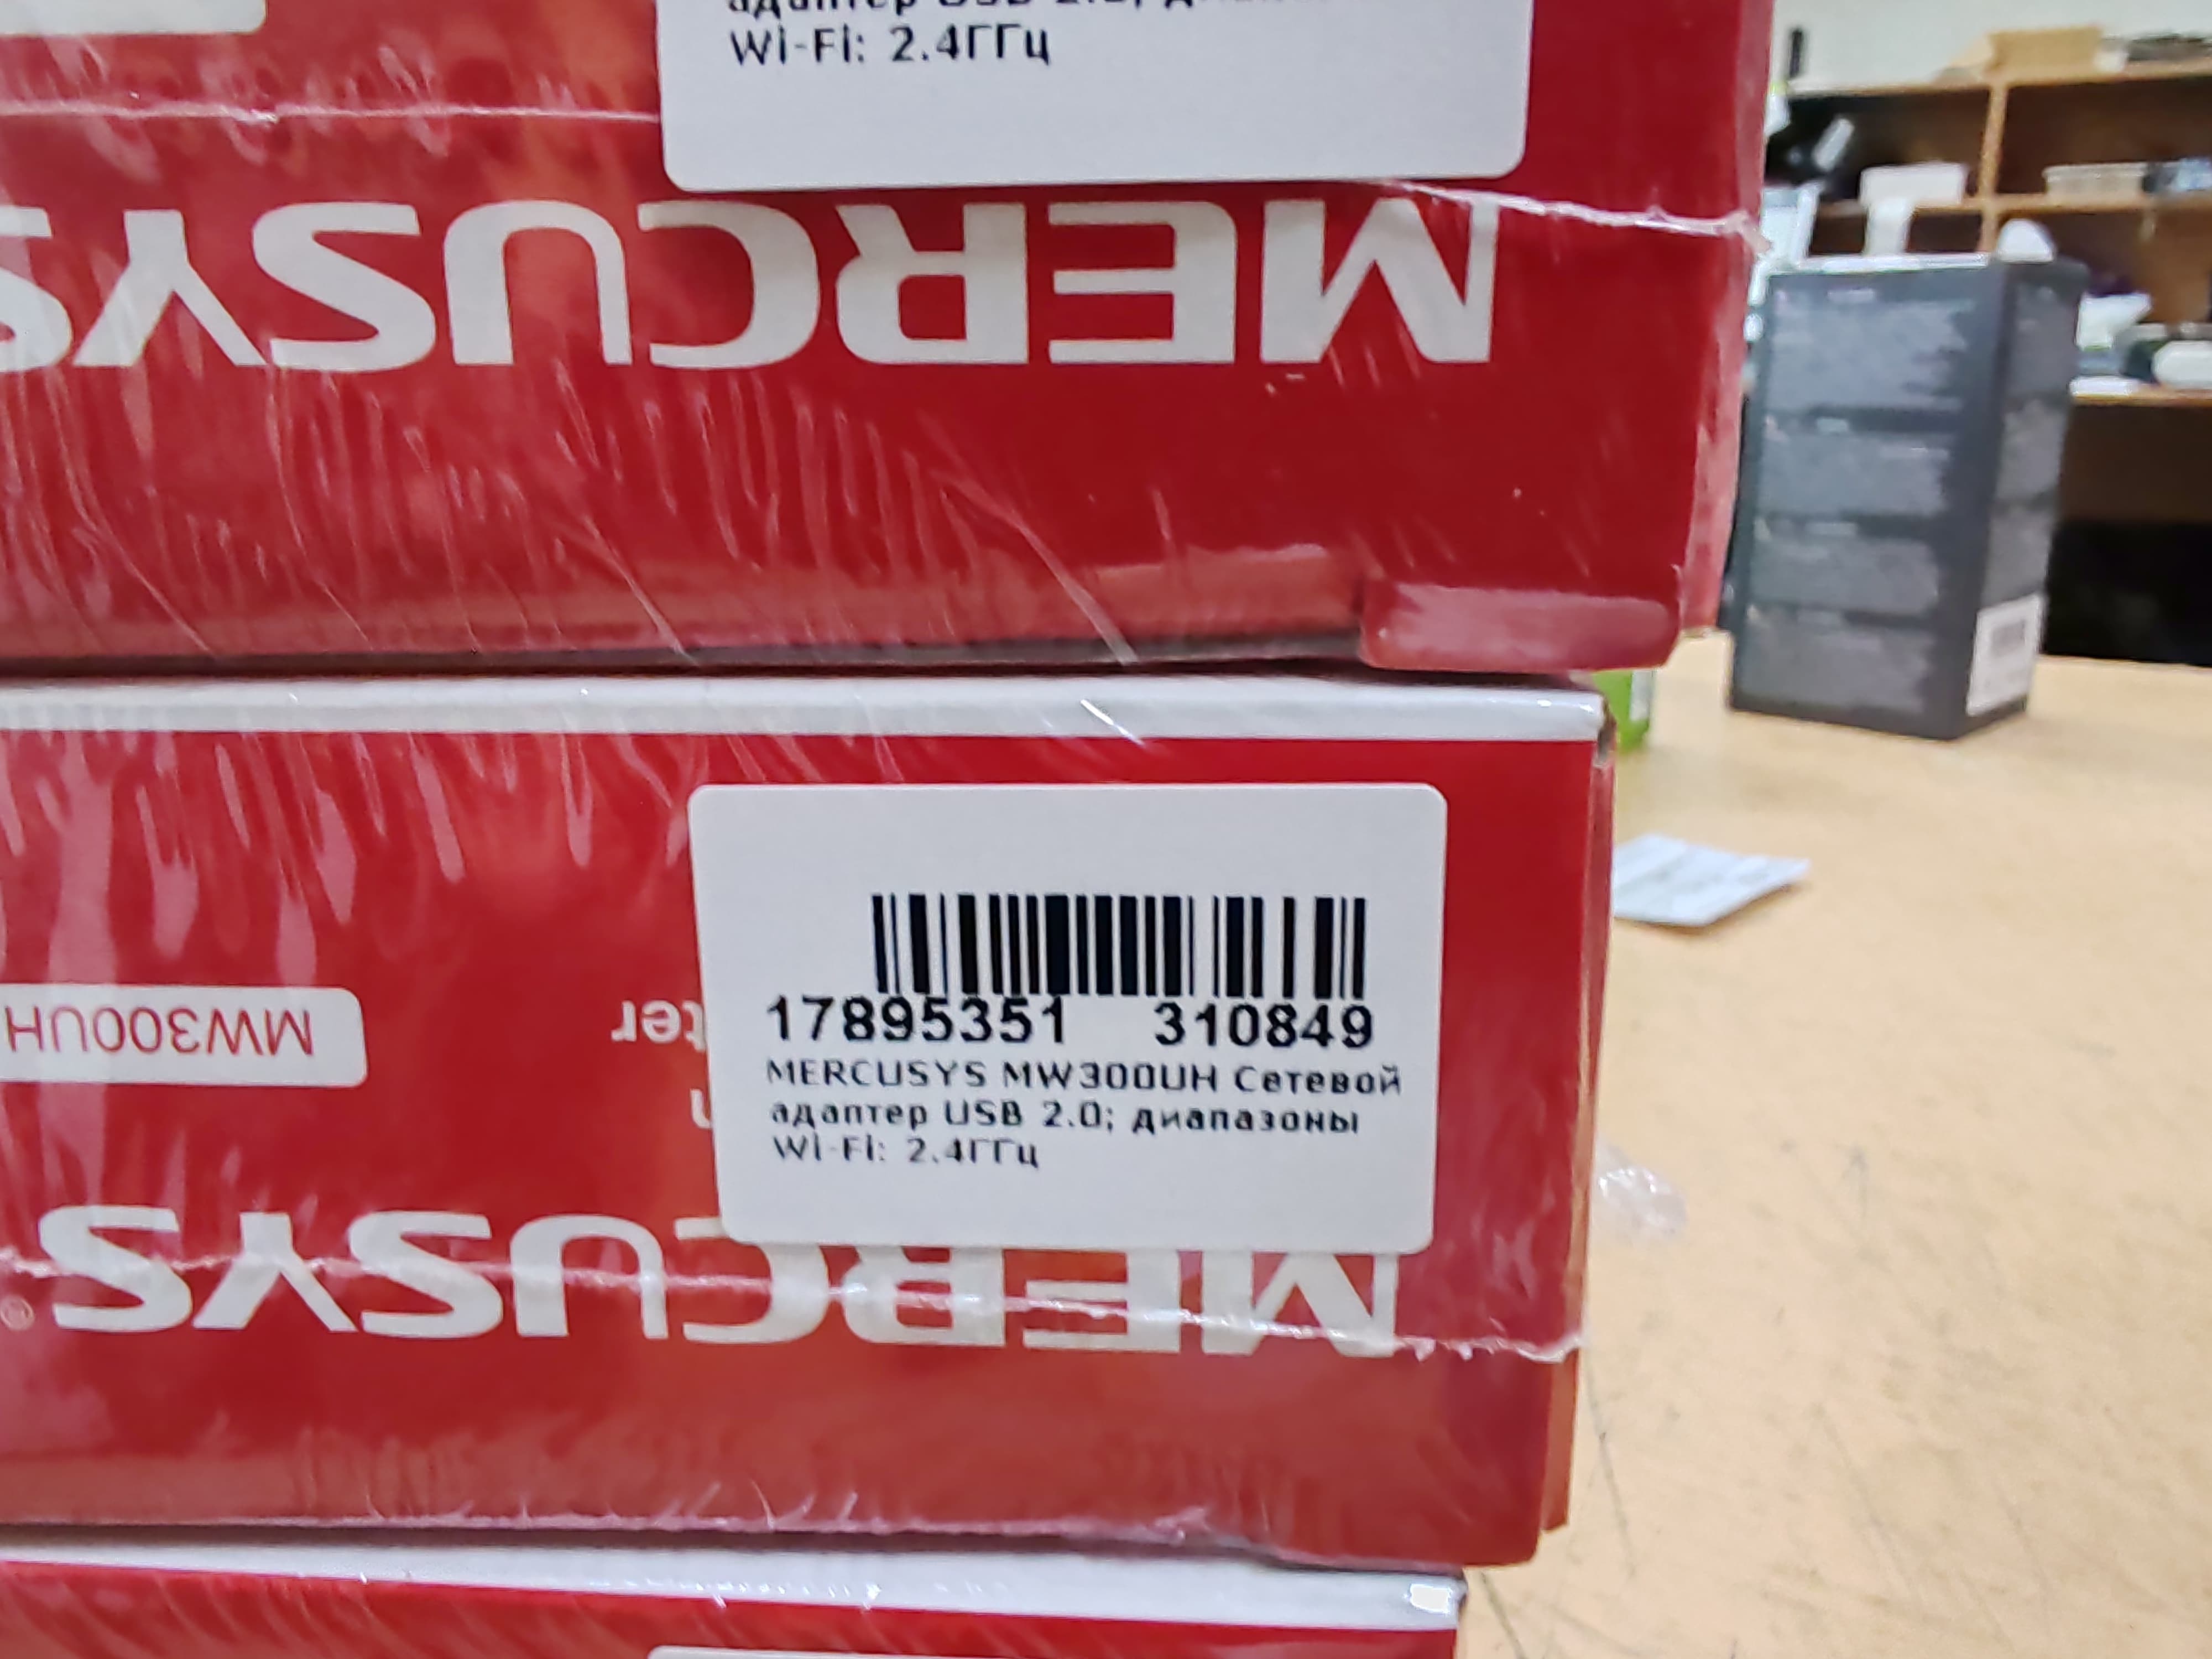 Wi-Fi: 2.4ГГц
MERCUSYS
17895351 310849
MERCUSYS MW300UH Сетевой
адаптер USB 2.0; диапазоны
Wi-Fi: 2.4ГГц
MW300UH
MERCUSYS®